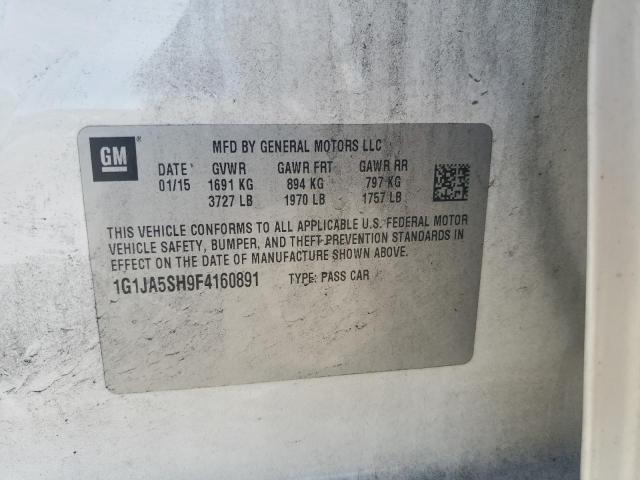 GM ®
MFD BY GENERAL MOTORS LLC
DATE GVWR GAWR FRT GAWR RR
01/15 1691 KG 894 KG 797 KG
3727 LB 1970 LB 1757 LB
THIS VEHICLE CONFORMS TO ALL APPLICABLE U.S. FEDERAL MOTOR
VEHICLE SAFETY, BUMPER, AND THEFT PREVENTION STANDARDS IN
EFFECT ON THE DATE OF MANUFACTURE SHOWN ABOVE.
1G1JA5SH9F4160891 TYPE: PASS CAR